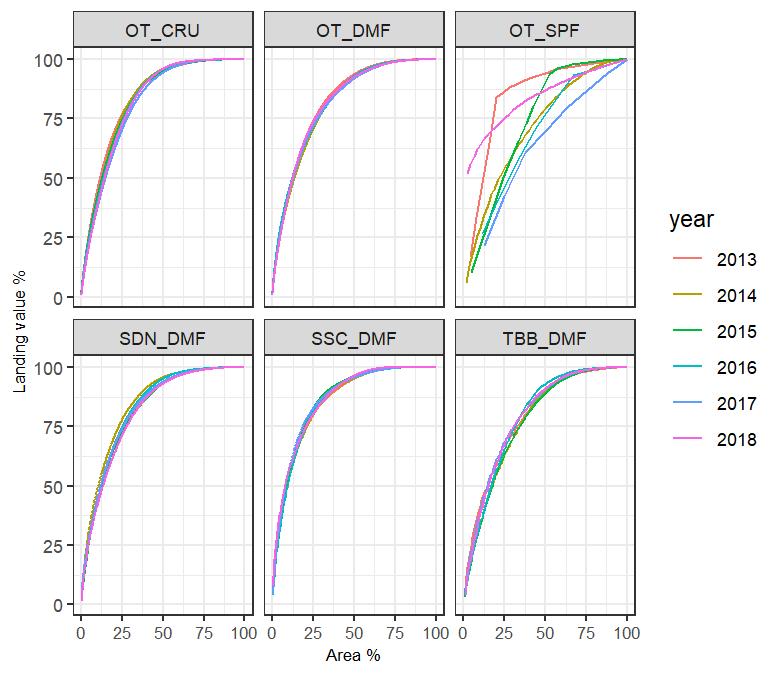 OT_CRU OT_DMF OT_SPF
100
75
50
25
0
SDN_DMF SSC_DMF TBB_DMF
100
75
50
25
0
0 25 50 75 100 0 25 50 75 100 0 25 50 75 100
Area %
Landing value %
year
2013
2014
2015
2016
2017
2018